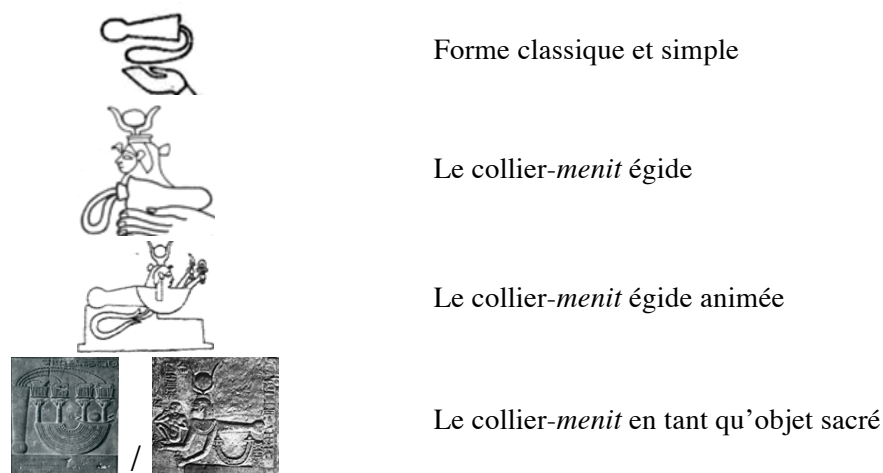 Forme classique et simple
Le collier-menit égide
Le collier-menit égide animée
/
Le collier-menit en tant qu’objet sacré